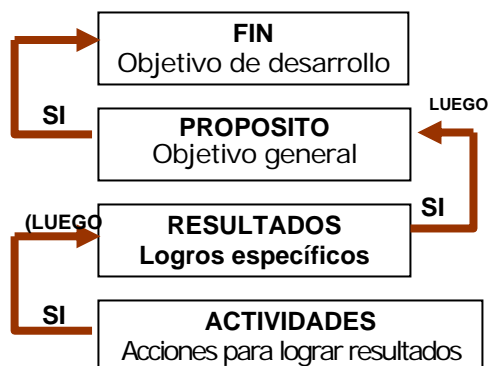 FIN
Objetivo de desarrollo
SI
LUEGO
PROPOSITO
Objetivo general
(LUEGO
RESULTADOS
Logros específicos
SI
SI
ACTIVIDADES
Acciones para lograr resultados